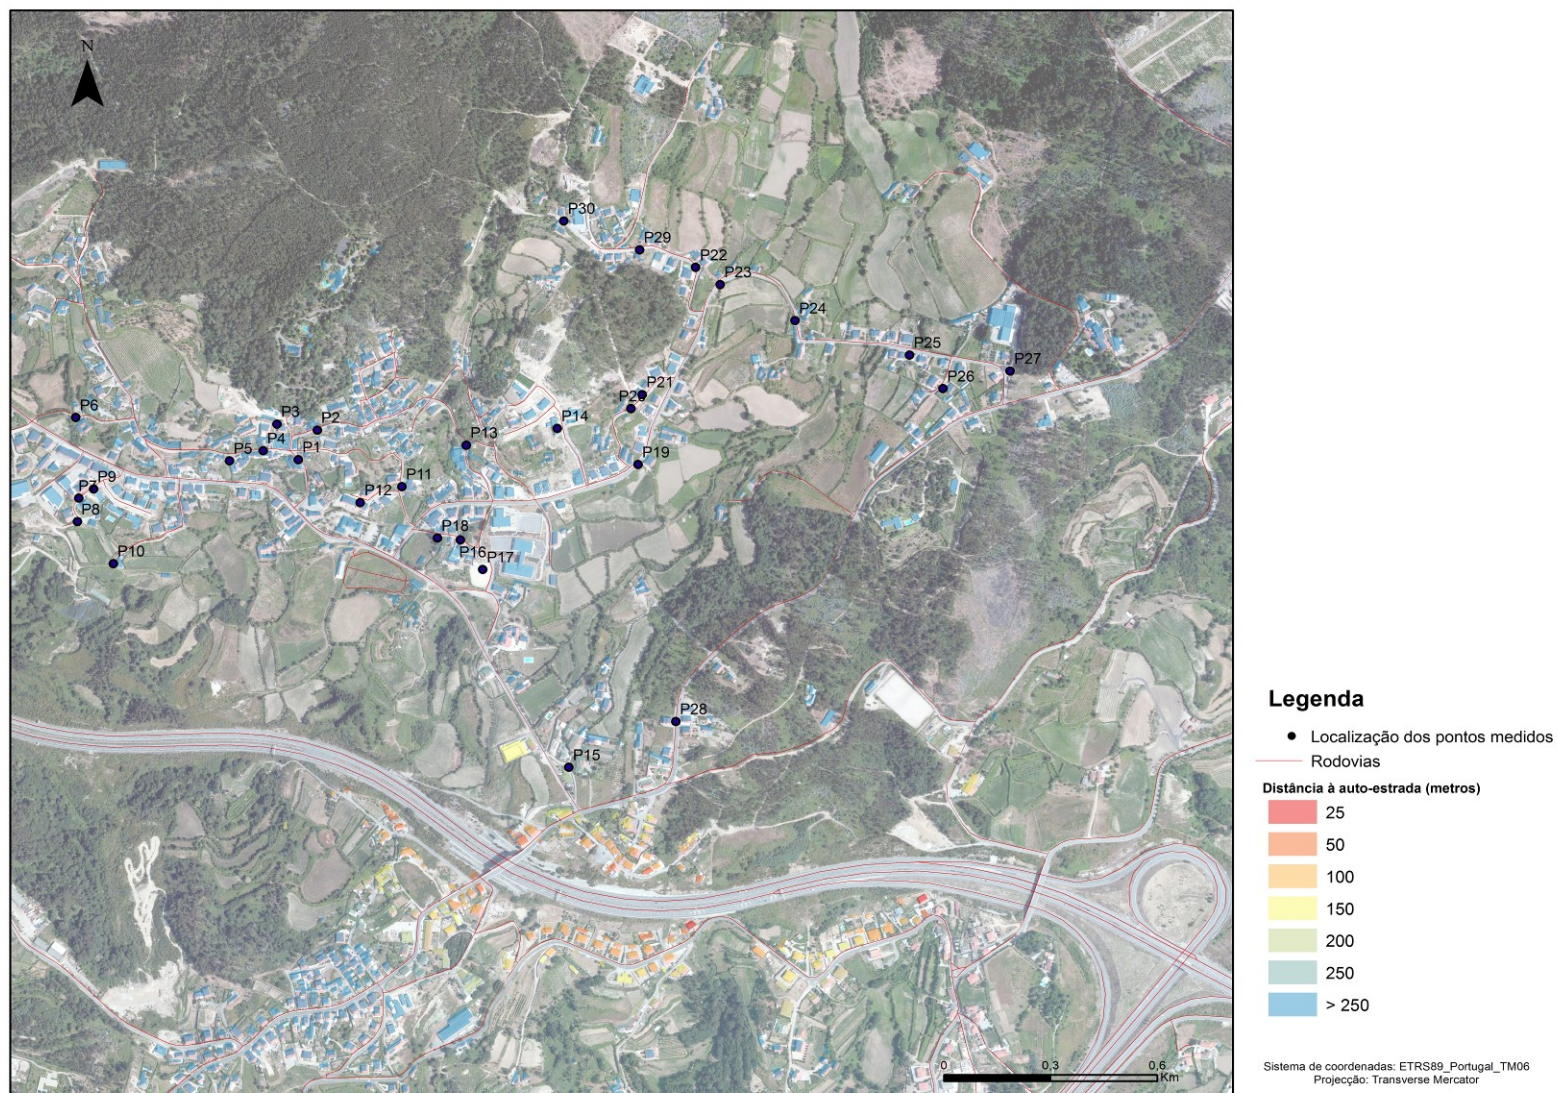 N
P30
P29
P22
P23
P24
P25
P27
P26
P21
P20
P6
P3
P2
P14
P4
P13
P5
P1
P19
P9
P7
P11
P12
P8
P18
P16
P17
P10
P28
P15
Legenda
Localização dos pontos medidos
Rodovias
Distância à auto-estrada (metros)
25
50
100
150
200
250
> 250
0 0,3 0,6
Km
Sistema de coordenadas: ETRS89_Portugal_TM06
Projecção: Transverse Mercator